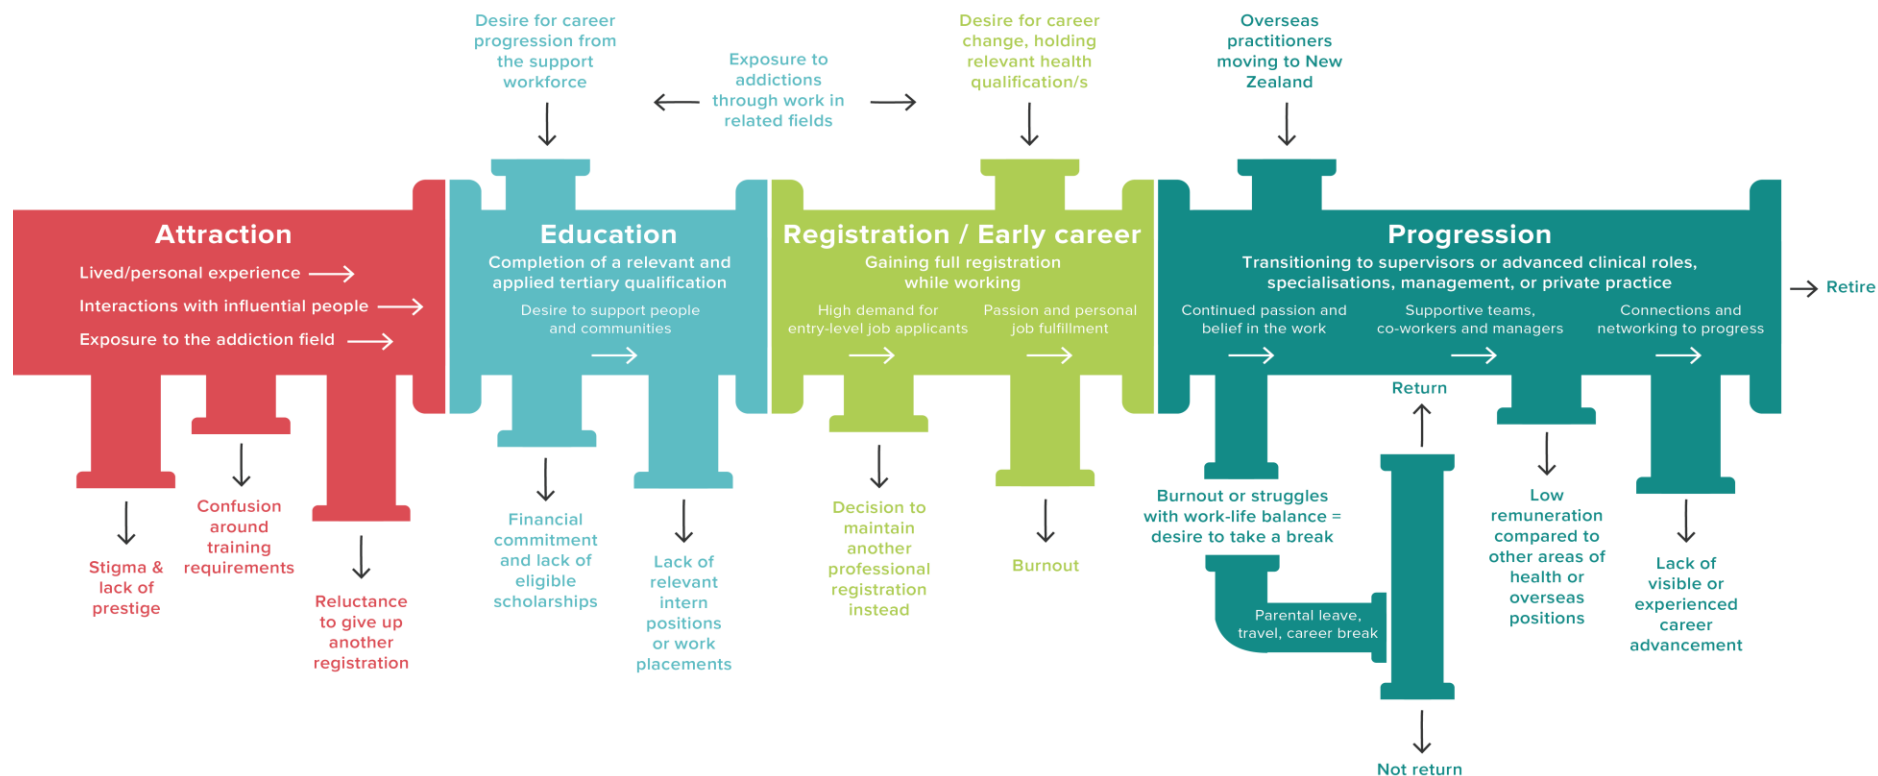 Desire for career
progression from
the support
workforce
Exposure to
addictions
through work in
related fields
Desire for career
change, holding
relevant health
qualification/s
Overseas
practitioners
moving to New
Zealand
Attraction
Lived/personal experience
Interactions with influential people
Exposure to the addiction field
Education
Completion of a relevant and
applied tertiary qualification
Desire to support people
and communities
Registration / Early career
Gaining full registration
while working
High demand for
entry-level job applicants
Passion and personal
job fulfillment
Progression
Transitioning to supervisors or advanced clinical roles,
specialisations, management, or private practice
Continued passion and
belief in the work
Supportive teams,
co-workers and managers
Connections and
networking to progress
Retire
Stigma &
lack of
prestige
Confusion
around
training
requirements
Reluctance
to give up
another
registration
Financial
commitment
and lack of
eligible
scholarships
Lack of
relevant
intern
positions
or work
placements
Decision to
maintain
another
professional
registration
instead
Burnout
Burnout or struggles
with work-life balance =
desire to take a break
Parental leave,
travel, career break
Return
Not return
Low
remuneration
compared to
other areas of
health or
overseas
positions
Lack of
visible or
experienced
career
advancement